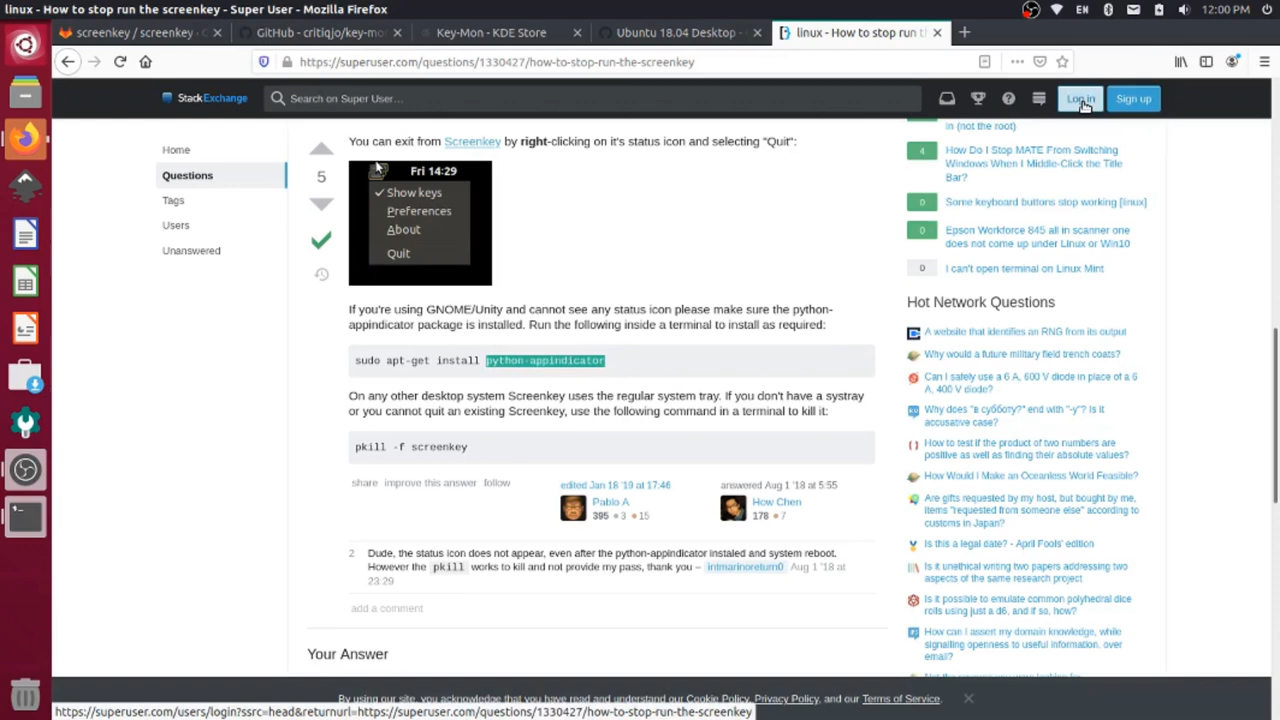 linux - How to stop run the screenkey - Super User - Mozilla Firefox
EN
12:00 PM
screenkey / screenkey ·
GitHub - critiqjo/key-mo
Key-Mon - KDE Store
Ubuntu 18.04 Desktop -
linux - How to stop run th
https://superuser.com/questions/1330427/how-to-stop-run-the-screenkey
StackExchange
Search on Super User…
Log in
Sign up
Home
Questions
Tags
Users
Unanswered
You can exit from Screenkey by right-clicking on it's status icon and selecting "Quit":
5
Fri 14:29
Show keys
Preferences
About
Quit
If you're using GNOME/Unity and cannot see any status icon please make sure the python-
appindicator package is installed. Run the following inside a terminal to install as required:
sudo apt-get install python-appindicator
On any other desktop system Screenkey uses the regular system tray. If you don't have a systray
or you cannot quit an existing Screenkey, use the following command in a terminal to kill it:
pkill -f screenkey
share improve this answer follow
edited Jan 18 '19 at 17:46
Pablo A
395 3 15
answered Aug 1 '18 at 5:55
How Chen
178 7
2 Dude, the status icon does not appear, even after the python-appindicator instaled and system reboot.
However the pkill works to kill and not provide my pass, thank you – intmarinoreturn0 Aug 1 '18 at
23:29
add a comment
Your Answer
in (not the root)
4 How Do I Stop MATE From Switching
Windows When I Middle-Click the Title
Bar?
0 Some keyboard buttons stop working [linux]
0 Epson Workforce 845 all in scanner one
does not come up under Linux or Win10
0 I can't open terminal on Linux Mint
Hot Network Questions
A website that identifies an RNG from its output
Why would a future military field trench coats?
Can I safely use a 6 A, 600 V diode in place of a 6
A, 400 V diode?
Why does "в субботу?" end with "-у"? Is it
accusative case?
How to test if the product of two numbers are
positive as well as finding their absolute values?
How Would I Make an Oceanless World Feasible?
Are gifts requested by my host, but bought by me,
items "requested from someone else" according to
customs in Japan?
Is this a legal date? - April Fools' edition
Is it unethical writing two papers addressing two
aspects of the same research project
Is it possible to emulate common polyhedral dice
rolls using just a d6, and if so, how?
How can I assert my domain knowledge, while
signalling openness to useful information, over
email?
By using our site, you acknowledge that you have read and understand our Cookie Policy, Privacy Policy, and our Terms of Service.
https://superuser.com/users/login?ssrc=head&returnurl=https://superuser.com/questions/1330427/how-to-stop-run-the-screenkey